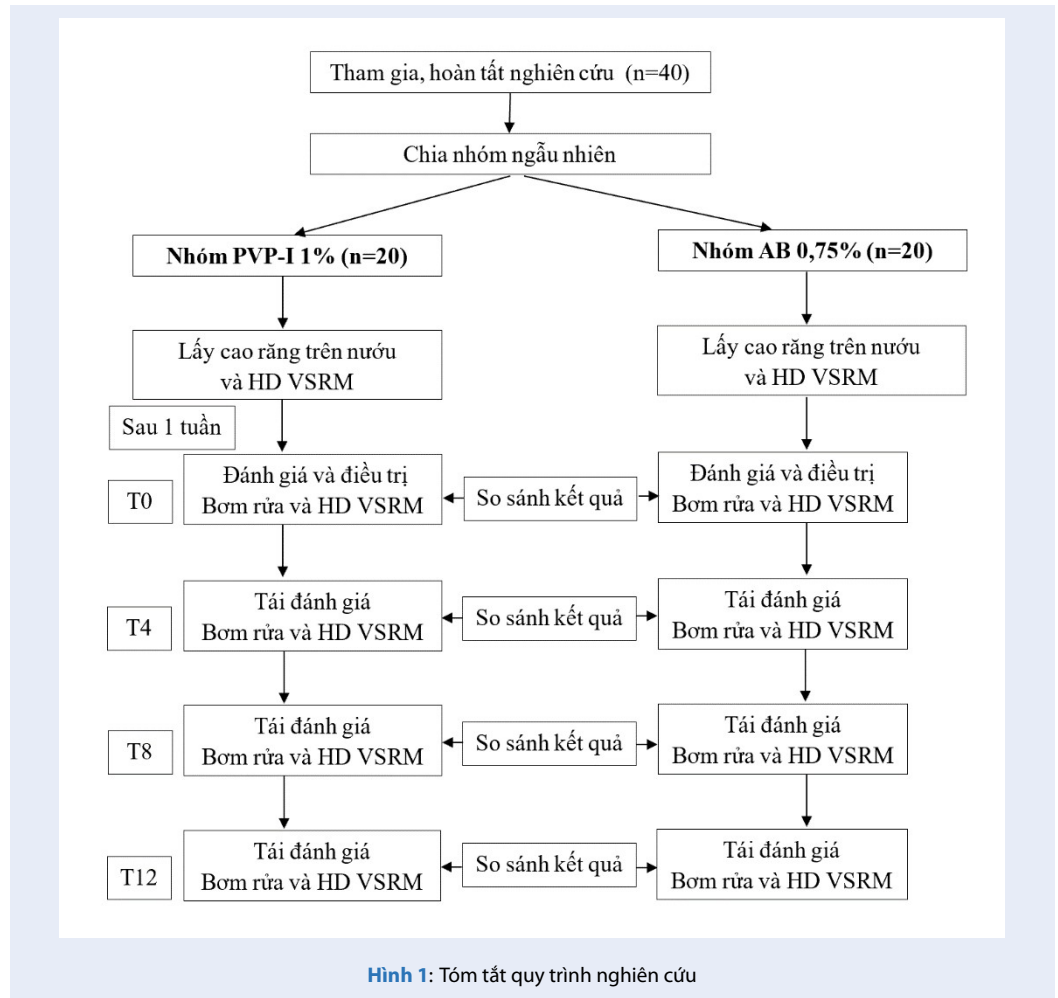 Tham gia, hoàn tất nghiên cứu (n=40)
Chia nhóm ngẫu nhiên
Nhóm PVP-I 1% (n=20)
Nhóm AB 0,75% (n=20)
Lấy cao răng trên nướu
và HD VSRM
Lấy cao răng trên nướu
và HD VSRM
Sau 1 tuần
T0
Đánh giá và điều trị
Bơm rửa và HD VSRM
So sánh kết quả
Đánh giá và điều trị
Bơm rửa và HD VSRM
T4
Tái đánh giá
Bơm rửa và HD VSRM
So sánh kết quả
Tái đánh giá
Bơm rửa và HD VSRM
T8
Tái đánh giá
Bơm rửa và HD VSRM
So sánh kết quả
Tái đánh giá
Bơm rửa và HD VSRM
T12
Tái đánh giá
Bơm rửa và HD VSRM
So sánh kết quả
Tái đánh giá
Bơm rửa và HD VSRM
Hình 1: Tóm tắt quy trình nghiên cứu